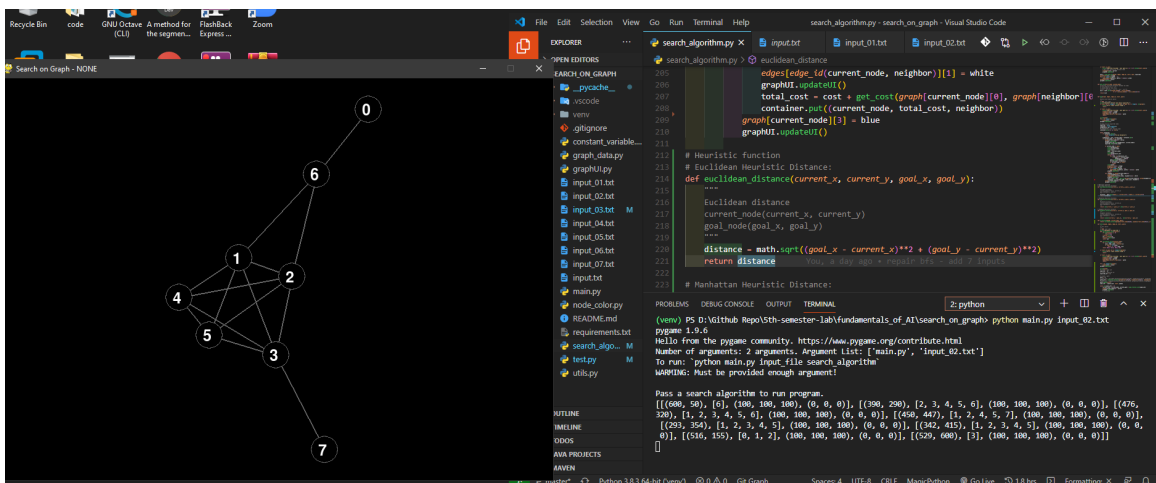 Recycle Bin
code
GNU Octave (CLI)
A method for the segmen...
FlashBack Express ...
Zoom
Search on Graph - NONE
0
6
1
2
4
5
3
7
File Edit Selection View Go Run Terminal Help
search_algorithm.py - search_on_graph - Visual Studio Code
EXPLORER
search_algorithm.py
input.txt
input_01.txt
input_02.txt
OPEN EDITORS
search_algorithm.py > euclidean_distance
SEARCH_ON_GRAPH
__pycache__
.vscode
venv
.gitignore
constant_variable...
graph_data.py
graphUI.py
input_01.txt
input_02.txt
input_03.txt M
input_04.txt
input_05.txt
input_06.txt
input_07.txt
input.txt
main.py
node_color.py
README.md
requirements.txt
search_algo... M
test.py M
utils.py
OUTLINE
TIMELINE
TODOS
JAVA PROJECTS
MAVEN
205 edges[edge_id(current_node, neighbor)][1] = white
206 graphUI.updateUI()
207 total_cost = cost + get_cost(graph[current_node][0], graph[neighbor][0
208 container.put((current_node, total_cost, neighbor))
209 graph[current_node][3] = blue
210 graphUI.updateUI()
211
212 # Heuristic function
213 # Euclidean Heuristic Distance:
214 def euclidean_distance(current_x, current_y, goal_x, goal_y):
215 """
216 Euclidean distance
217 current_node(current_x, current_y)
218 goal_node(goal_x, goal_y)
219 """
220 distance = math.sqrt((goal_x - current_x)**2 + (goal_y - current_y)**2)
221 return distance You, a day ago • repair bfs - add 7 inputs
222
223 # Manhattan Heuristic Distance:
PROBLEMS DEBUG CONSOLE OUTPUT TERMINAL 2: python
(venv) PS D:\Github Repo\5th-semester-lab\fundamentals_of_AI\search_on_graph> python main.py input_02.txt
pygame 1.9.6
Hello from the pygame community. https://www.pygame.org/contribute.html
Number of arguments: 2 arguments. Argument List: ['main.py', 'input_02.txt']
To run: `python main.py input_file search_algorithm`
WARNING: Must be provided enough argument!
Pass a search algorithm to run program.
[[(600, 50), [6], (100, 100, 100), (0, 0, 0)], [(390, 290), [2, 3, 4, 5, 6], (100, 100, 100), (0, 0, 0)], [(476,
320), [1, 2, 3, 4, 5, 6], (100, 100, 100), (0, 0, 0)], [(450, 447), [1, 2, 4, 5, 7], (100, 100, 100), (0, 0, 0)],
[(293, 354), [1, 2, 3, 4, 5], (100, 100, 100), (0, 0, 0)], [(342, 415), [1, 2, 3, 4, 5], (100, 100, 100), (0, 0,
0)], [(516, 155), [0, 1, 2], (100, 100, 100), (0, 0, 0)], [(529, 600), [3], (100, 100, 100), (0, 0, 0)]]
master* Python 3.8.3 64-bit (venv) 0 0 Git Graph Spaces: 4 UTF-8 CRLF MagicPython Go Live 1.8 hrs Formatting: X